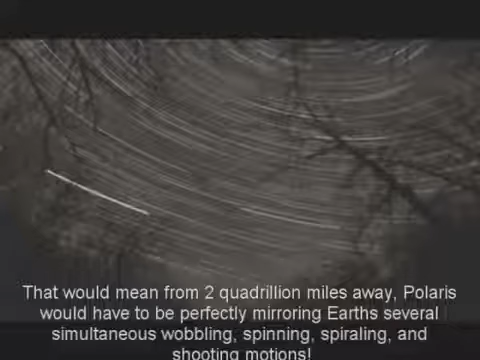 That would mean from 2 quadrillion miles away, Polaris
would have to be perfectly mirroring Earths several
simultaneous wobbling, spinning, spiraling, and
shooting motions!